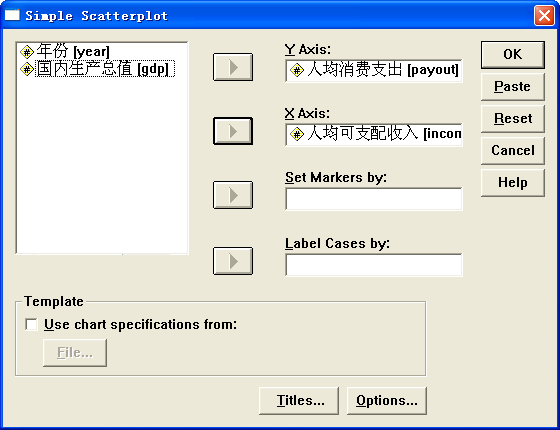 Simple Scatterplot
年份 [year]
国内生产总值 [gdp]
Y Axis:
人均消费支出 [payout]
X Axis:
人均可支配收入 [incom
Set Markers by:
Label Cases by:
OK
Paste
Reset
Cancel
Help
Template
Use chart specifications from:
File...
Titles...
Options...